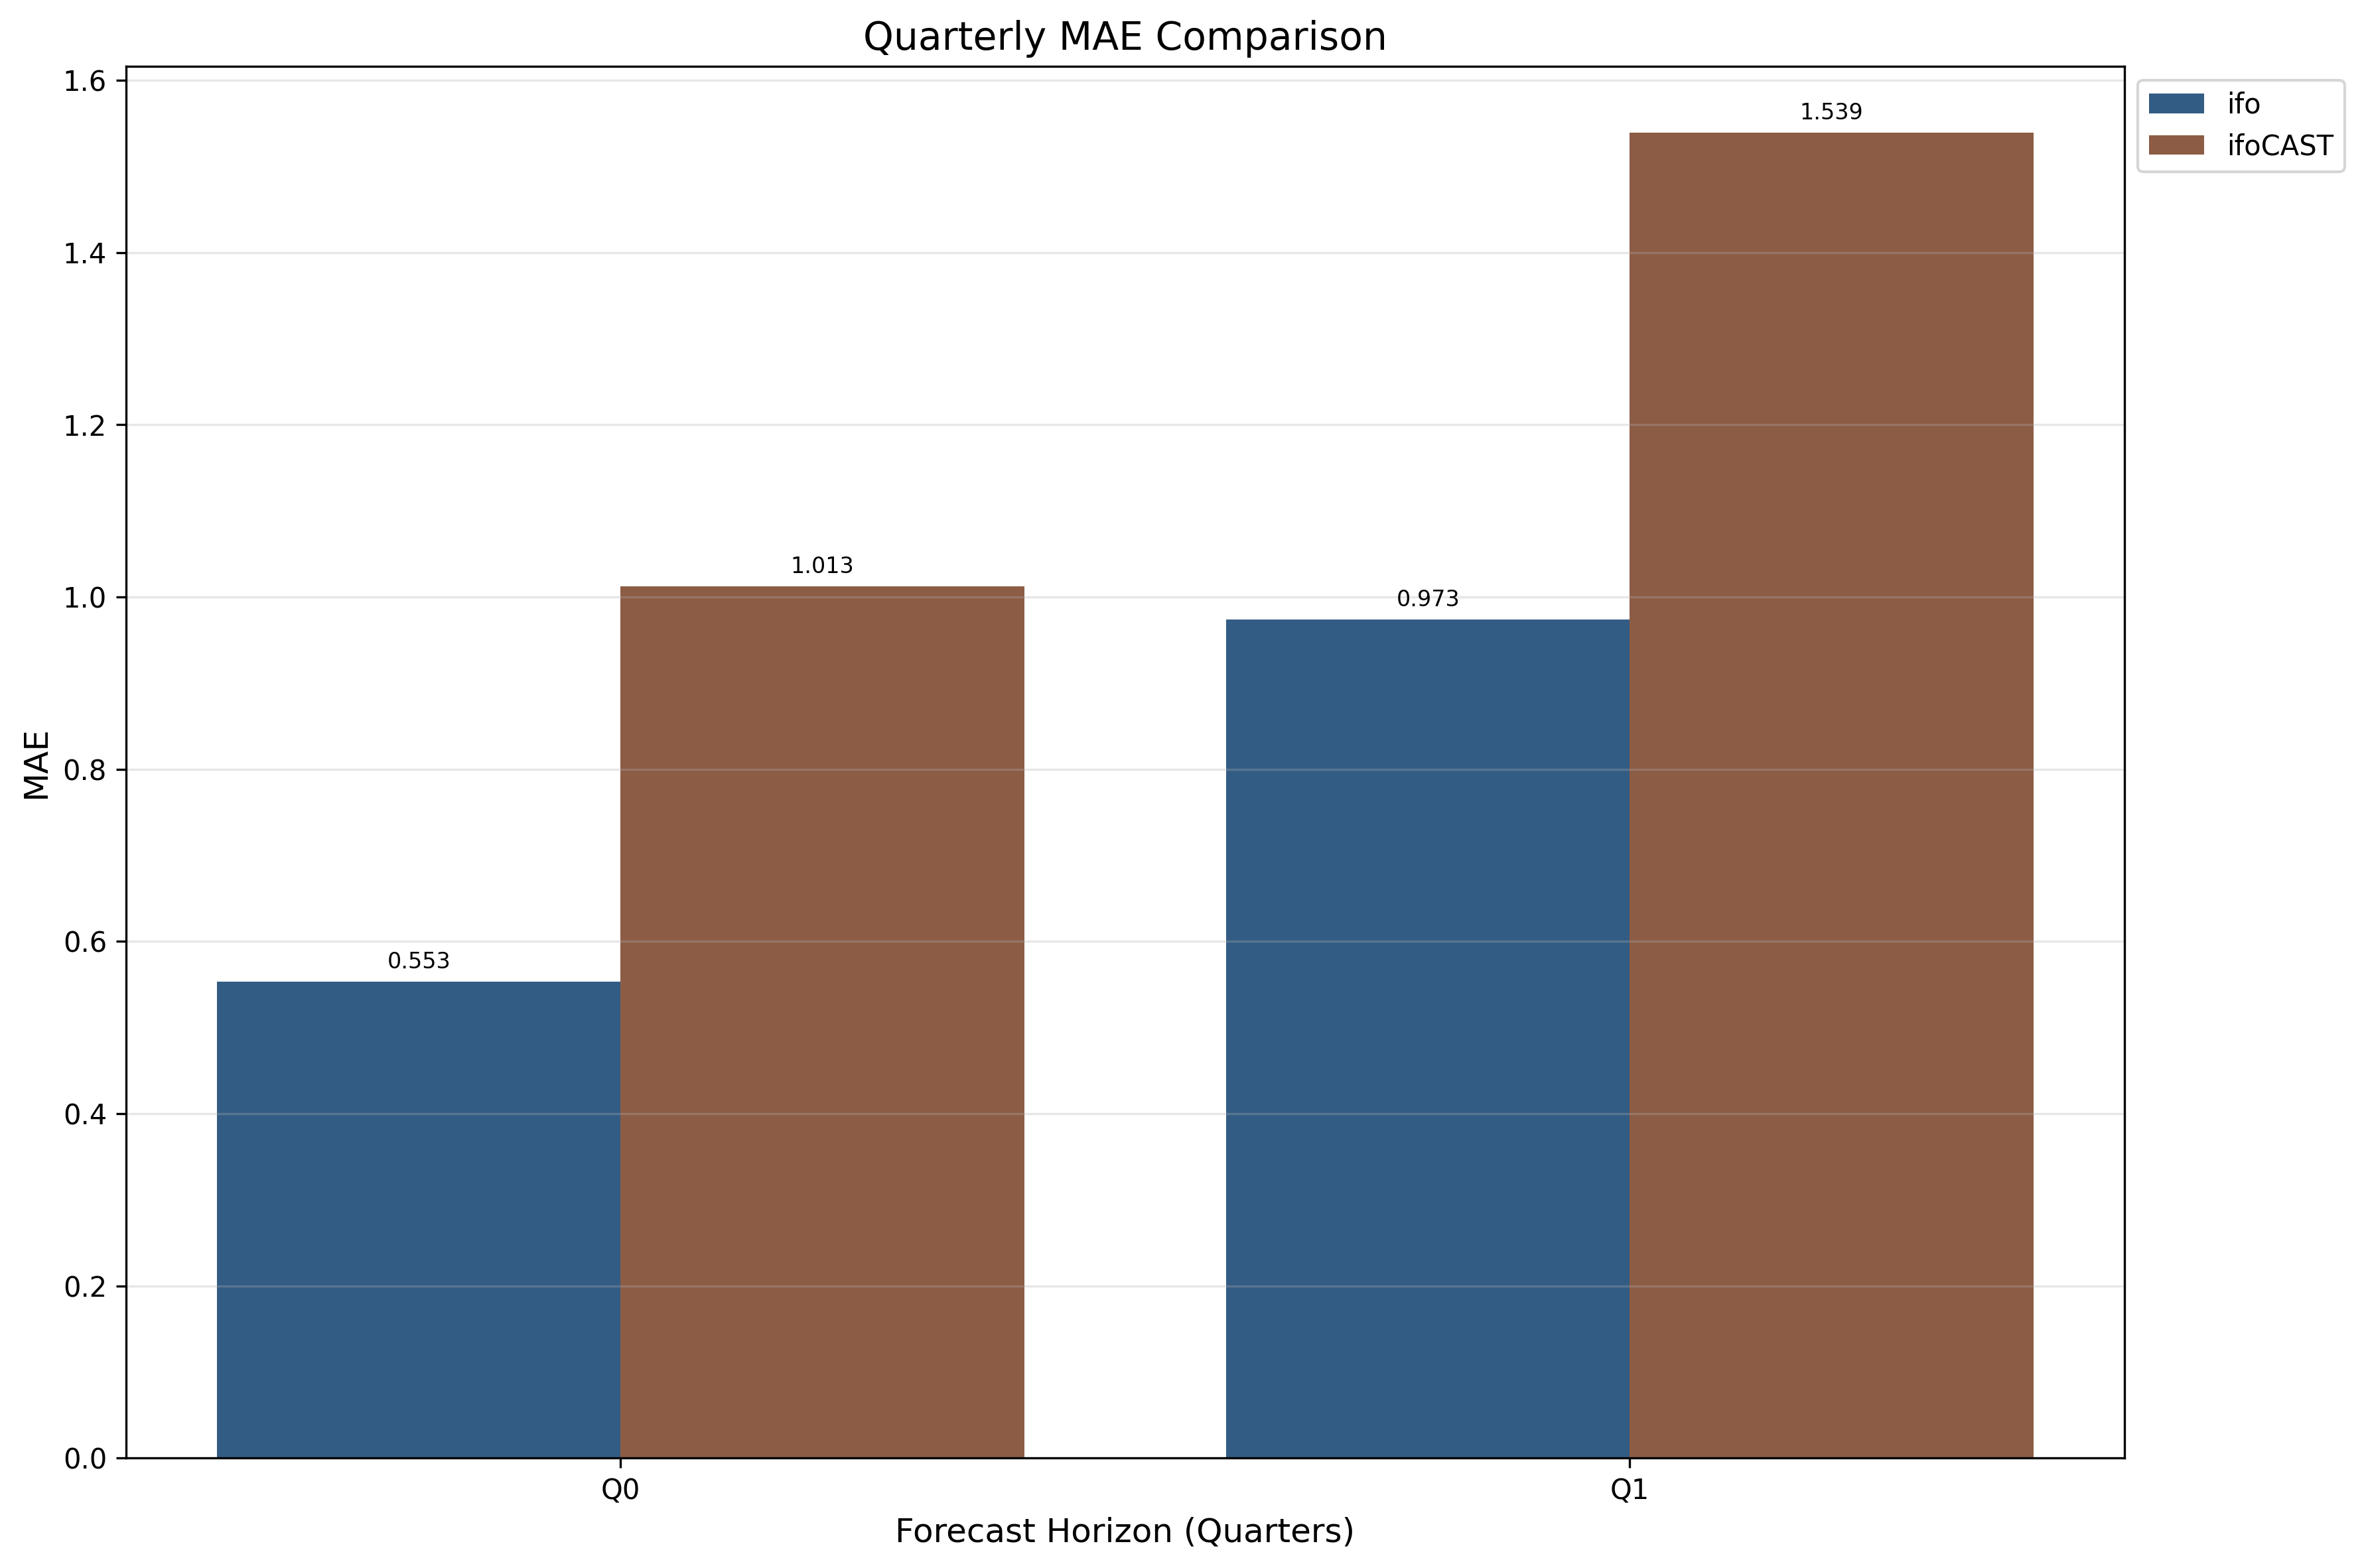 Quarterly MAE Comparison
ifo
ifoCAST
MAE
1.6
1.4
1.2
1.0
0.8
0.6
0.4
0.2
0.0
0.553
1.013
0.973
1.539
Q0
Q1
Forecast Horizon (Quarters)